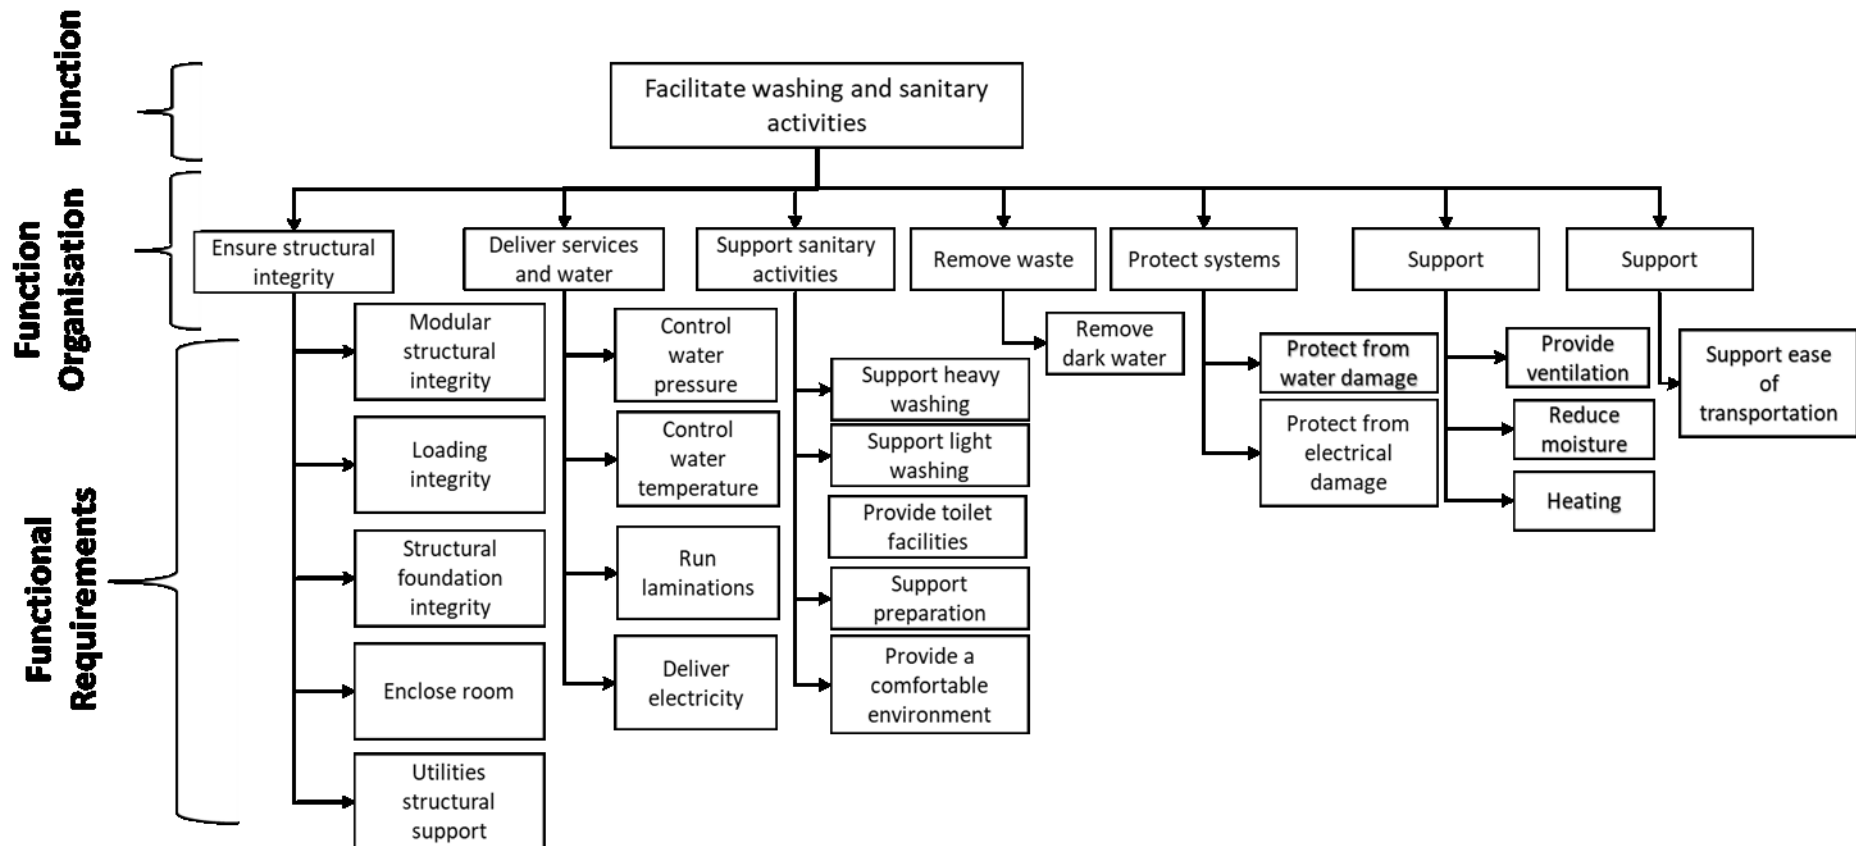 Function
Facilitate washing and sanitary
activities
Function
Organisation
Ensure structural
integrity
Deliver services
and water
Support sanitary
activities
Remove waste
Protect systems
Support
Support
Functional
Requirements
Modular
structural
integrity
Loading
integrity
Structural
foundation
integrity
Enclose room
Utilities
structural
support
Control
water
pressure
Control
water
temperature
Run
laminations
Deliver
electricity
Support heavy
washing
Support light
washing
Provide toilet
facilities
Support
preparation
Provide a
comfortable
environment
Remove
dark water
Protect from
water damage
Protect from
electrical
damage
Provide
ventilation
Reduce
moisture
Heating
Support ease
of
transportation